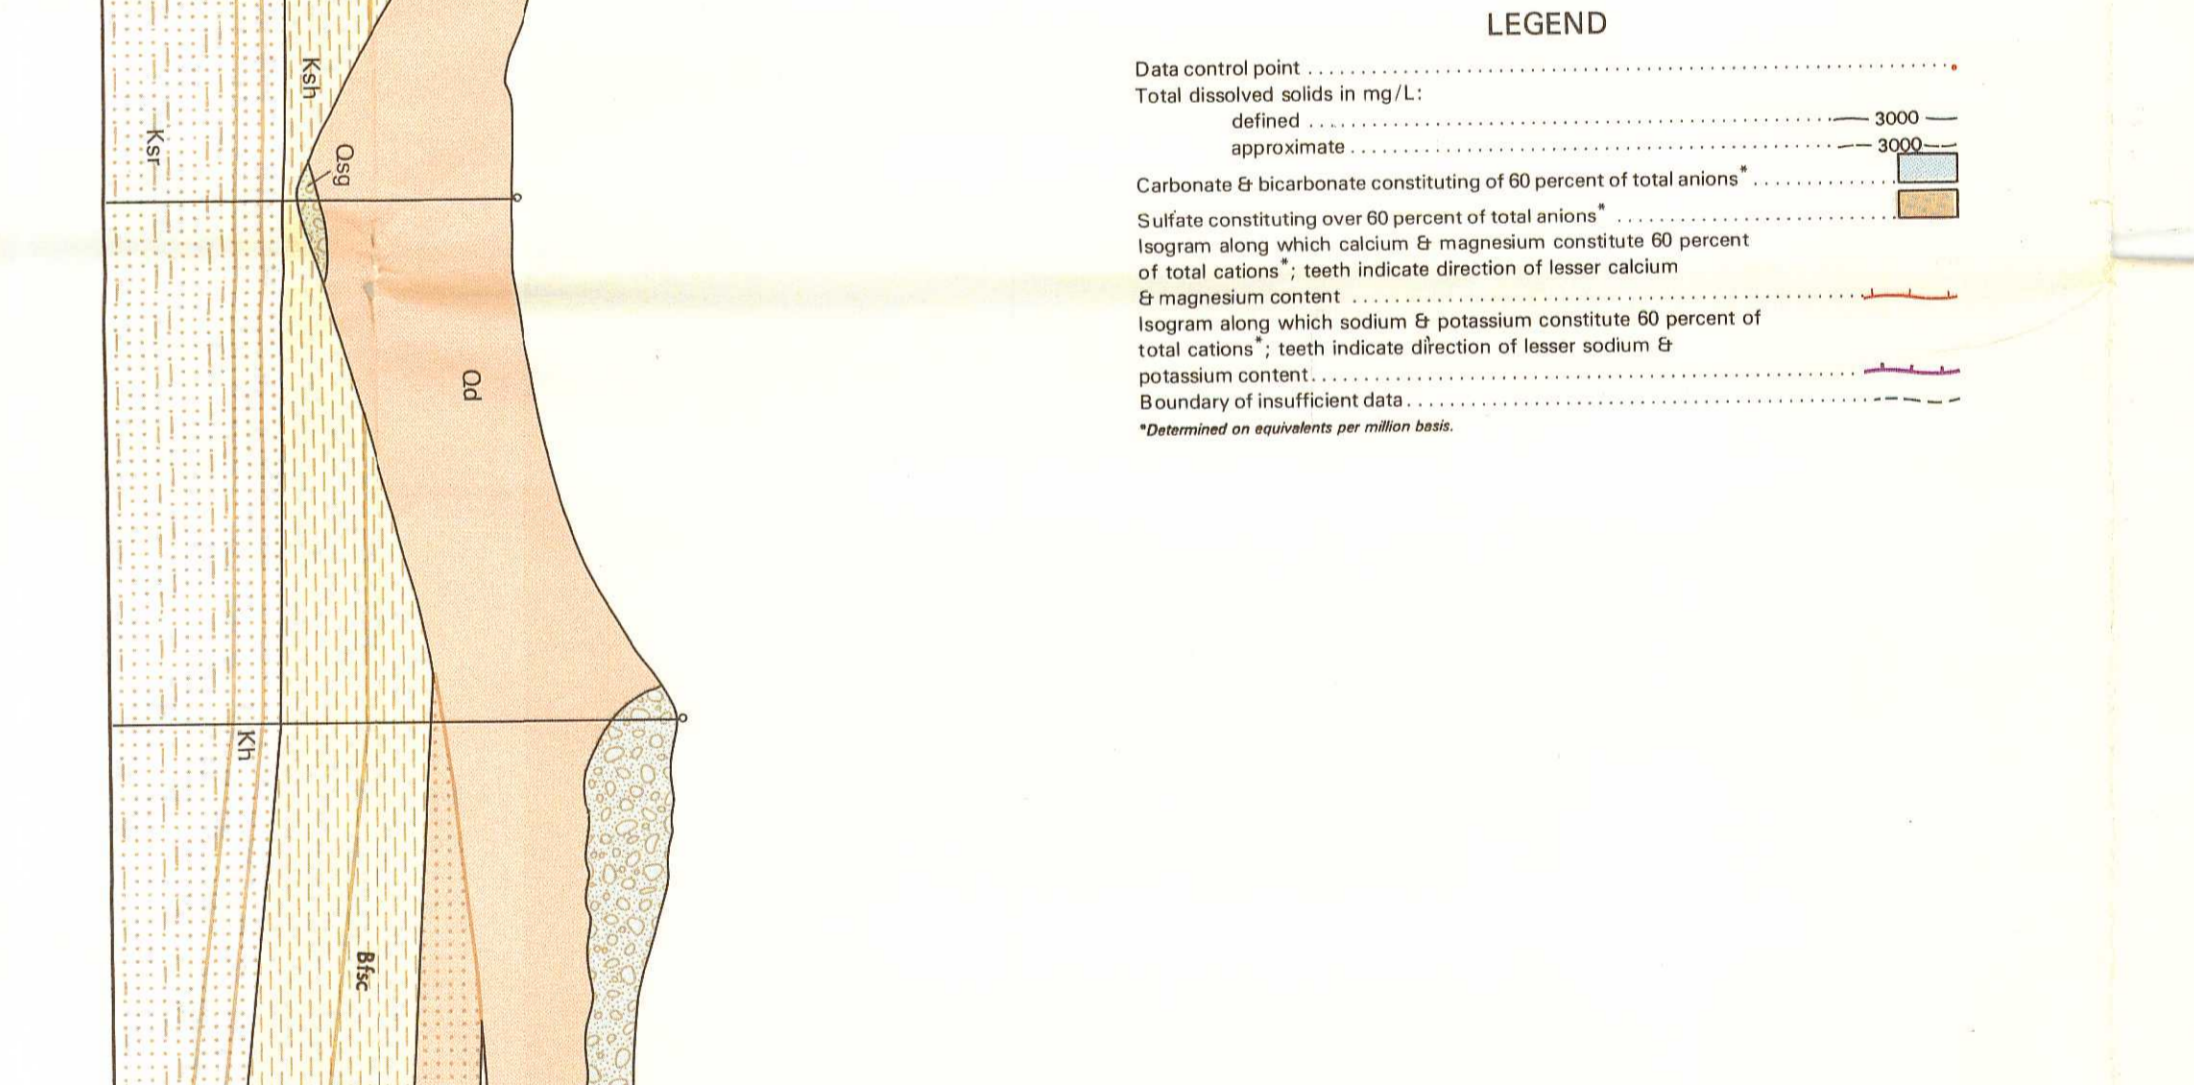 LEGEND
Data control point
Total dissolved solids in mg/L:
defined — 3000 —
approximate — — 3000 — —
Carbonate & bicarbonate constituting of 60 percent of total anions*
Sulfate constituting over 60 percent of total anions*
Isogram along which calcium & magnesium constitute 60 percent
of total cations*; teeth indicate direction of lesser calcium
& magnesium content
Isogram along which sodium & potassium constitute 60 percent of
total cations*; teeth indicate direction of lesser sodium &
potassium content
Boundary of insufficient data
*Determined on equivalents per million basis.
Ksh
Ksr
Qsg
Qd
Kh
Bfsc